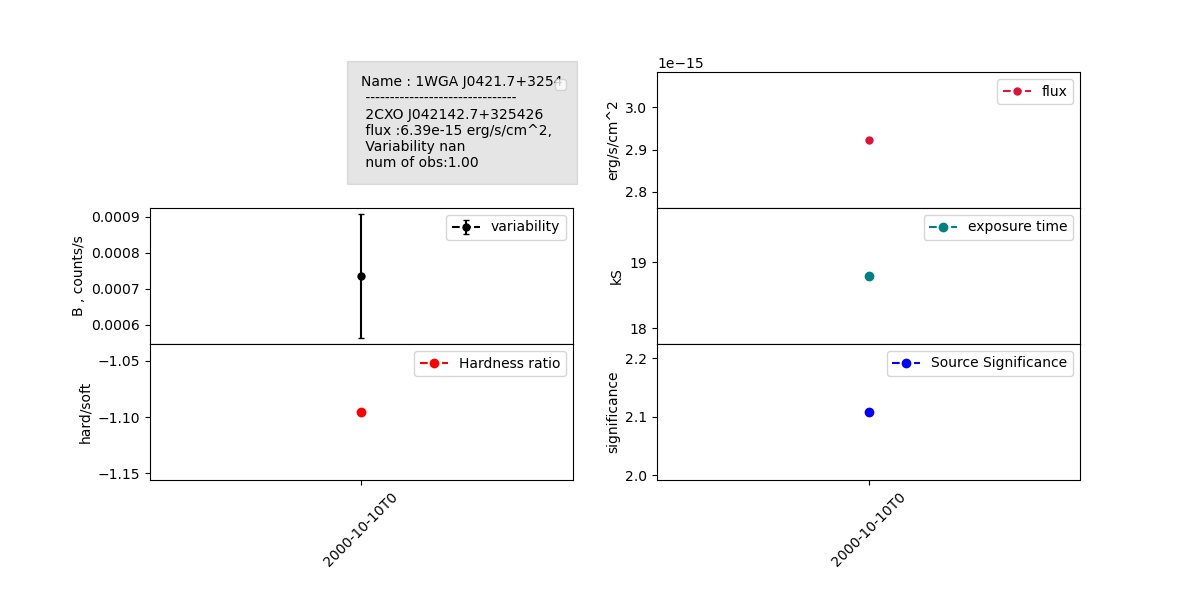 Name : 1WGA J0421.7+3254
------------------------------
2CXO J042142.7+325426
flux :6.39e-15 erg/s/cm^2,
Variability nan
num of obs:1.00
1e−15
flux
erg/s/cm^2
3.0
2.9
2.8
variability
B , counts/s
0.0009
0.0008
0.0007
0.0006
exposure time
kS
19
18
Hardness ratio
hard/soft
−1.05
−1.10
−1.15
2000-10-10T0
Source Significance
significance
2.2
2.1
2.0
2000-10-10T0